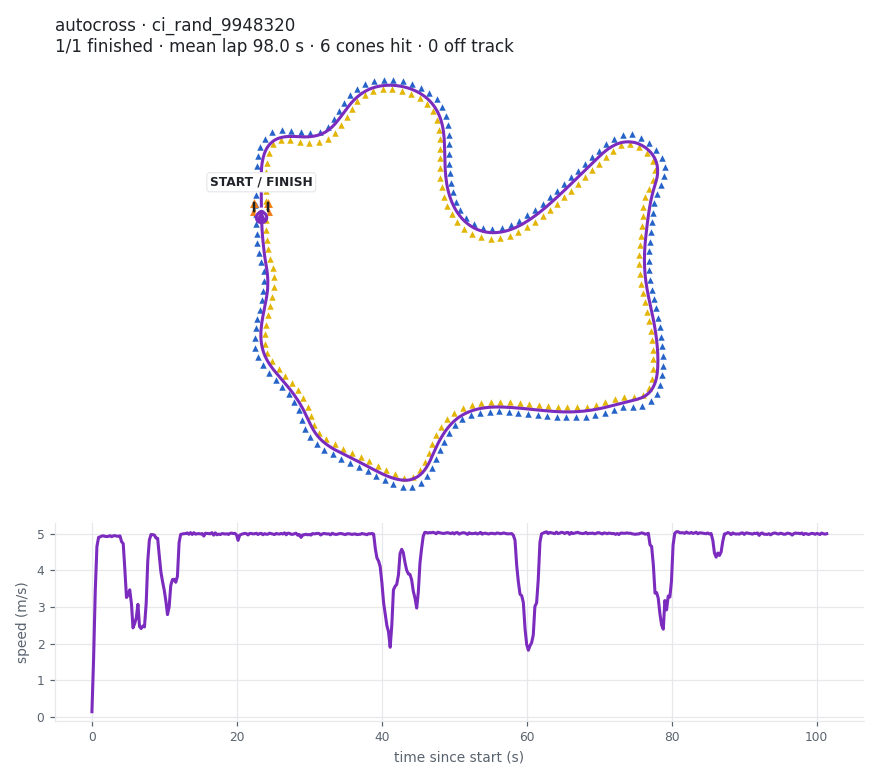 autocross · ci_rand_9948320
1/1 finished · mean lap 98.0 s · 6 cones hit · 0 off track
START / FINISH
5
4
3
2
1
0
speed (m/s)
0 20 40 60 80 100
time since start (s)